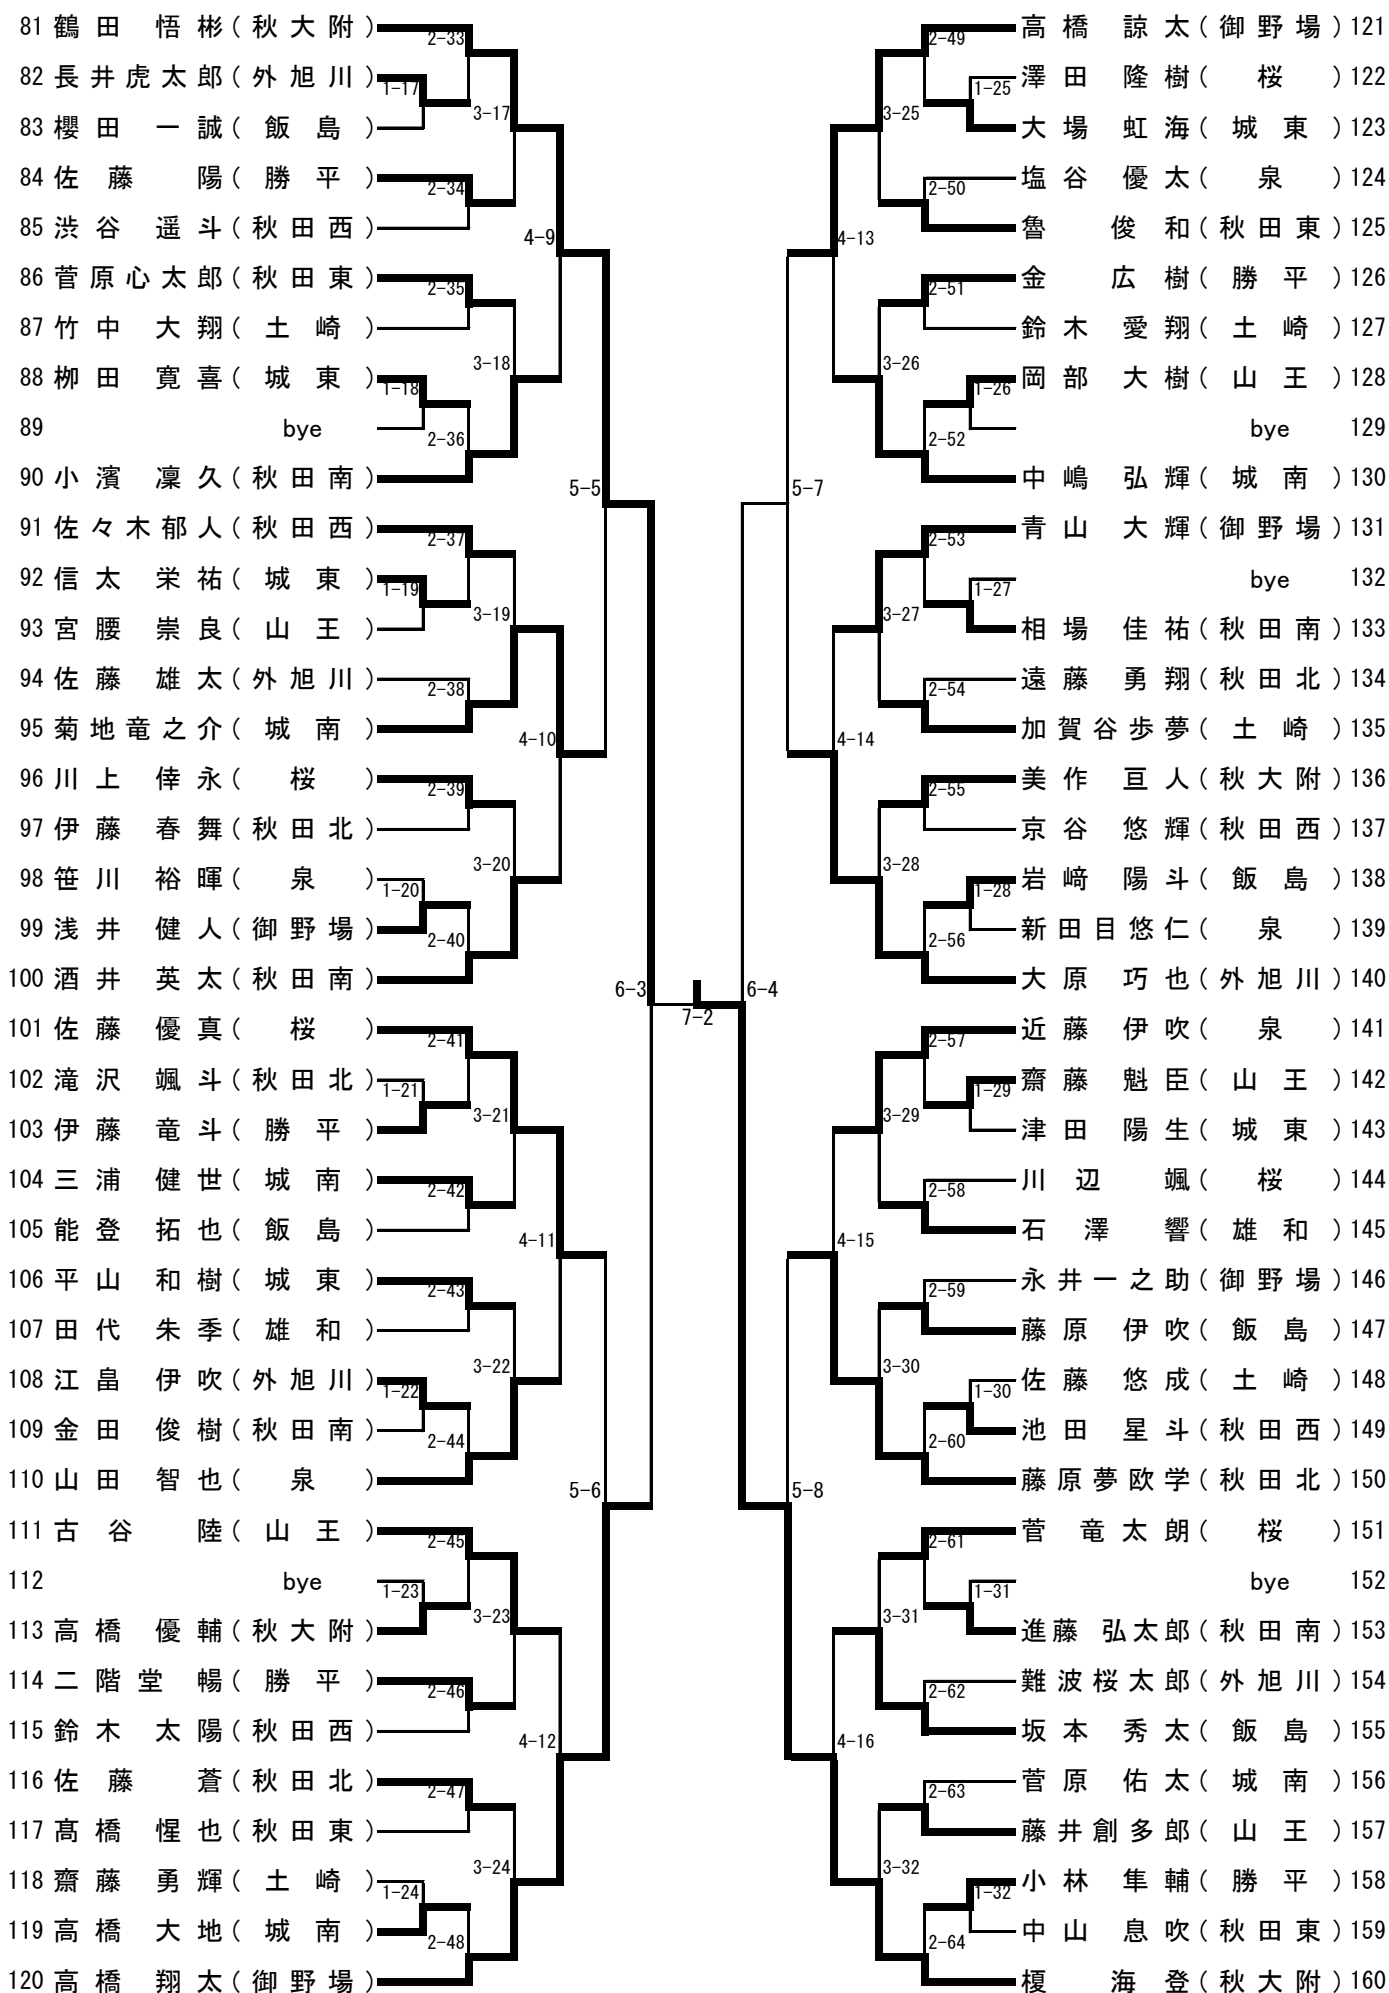 81 鶴田 悟彬(秋大附)
82 長井虎太郎(外旭川)
83 櫻田 一誠(飯島)
84 佐藤 陽(勝平)
85 渋谷 遥斗(秋田西)
86 菅原心太郎(秋田東)
87 竹中 大翔(土崎)
88 栁田 寛喜(城東)
89 bye
90 小濱 凜久(秋田南)
91 佐々木郁人(秋田西)
92 信太 栄祐(城東)
93 宮腰 崇良(山王)
94 佐藤 雄太(外旭川)
95 菊地竜之介(城南)
96 川上 倖永(桜)
97 伊藤 春舞(秋田北)
98 笹川 裕暉(泉)
99 浅井 健人(御野場)
100 酒井 英太(秋田南)
101 佐藤 優真(桜)
102 滝沢 颯斗(秋田北)
103 伊藤 竜斗(勝平)
104 三浦 健世(城南)
105 能登 拓也(飯島)
106 平山 和樹(城東)
107 田代 朱季(雄和)
108 江畠 伊吹(外旭川)
109 金田 俊樹(秋田南)
110 山田 智也(泉)
111 古谷 陸(山王)
112 bye
113 高橋 優輔(秋大附)
114 二階堂 暢(勝平)
115 鈴木 太陽(秋田西)
116 佐藤 蒼(秋田北)
117 髙橋 惺也(秋田東)
118 齋藤 勇輝(土崎)
119 高橋 大地(城南)
120 高橋 翔太(御野場)
1-17
1-18
1-19
1-20
1-21
1-22
1-23
1-24
2-33
2-34
2-35
2-36
2-37
2-38
2-39
2-40
2-41
2-42
2-43
2-44
2-45
2-46
2-47
2-48
3-17
3-18
3-19
3-20
3-21
3-22
3-23
3-24
4-9
4-10
4-11
4-12
5-5
5-6
6-3
7-2
6-4
5-7
5-8
4-13
4-14
4-15
4-16
3-25
3-26
3-27
3-28
3-29
3-30
3-31
3-32
2-49
2-50
2-51
2-52
2-53
2-54
2-55
2-56
2-57
2-58
2-59
2-60
2-61
2-62
2-63
2-64
1-25
1-26
1-27
1-28
1-29
1-30
1-31
1-32
高橋 諒太(御野場)121
澤田 隆樹(桜)122
大場 虹海(城東)123
塩谷 優太(泉)124
魯 俊和(秋田東)125
金 広樹(勝平)126
鈴木 愛翔(土崎)127
岡部 大樹(山王)128
bye 129
中嶋 弘輝(城南)130
青山 大輝(御野場)131
bye 132
相場 佳祐(秋田南)133
遠藤 勇翔(秋田北)134
加賀谷歩夢(土崎)135
美作 亘人(秋大附)136
京谷 悠輝(秋田西)137
岩﨑 陽斗(飯島)138
新田目悠仁(泉)139
大原 巧也(外旭川)140
近藤 伊吹(泉)141
齋藤 魁臣(山王)142
津田 陽生(城東)143
川辺 颯(桜)144
石澤 響(雄和)145
永井一之助(御野場)146
藤原 伊吹(飯島)147
佐藤 悠成(土崎)148
池田 星斗(秋田西)149
藤原夢欧学(秋田北)150
菅 竜太朗(桜)151
bye 152
進藤 弘太郎(秋田南)153
難波桜太郎(外旭川)154
坂本 秀太(飯島)155
菅原 佑太(城南)156
藤井創多郎(山王)157
小林 隼輔(勝平)158
中山 息吹(秋田東)159
榎 海登(秋大附)160